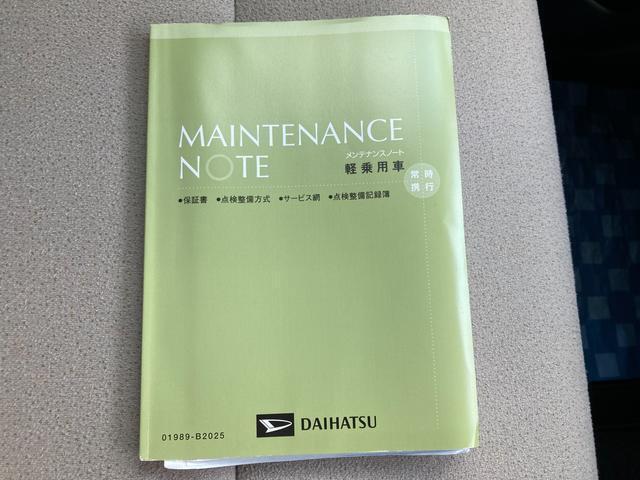 MAINTENANCE
NOTE
メンテナンスノート
軽乗用車
常時
携行
●保証書 ●点検整備方式 ●サービス網 ●点検整備記録簿
01989-B2025
DAIHATSU